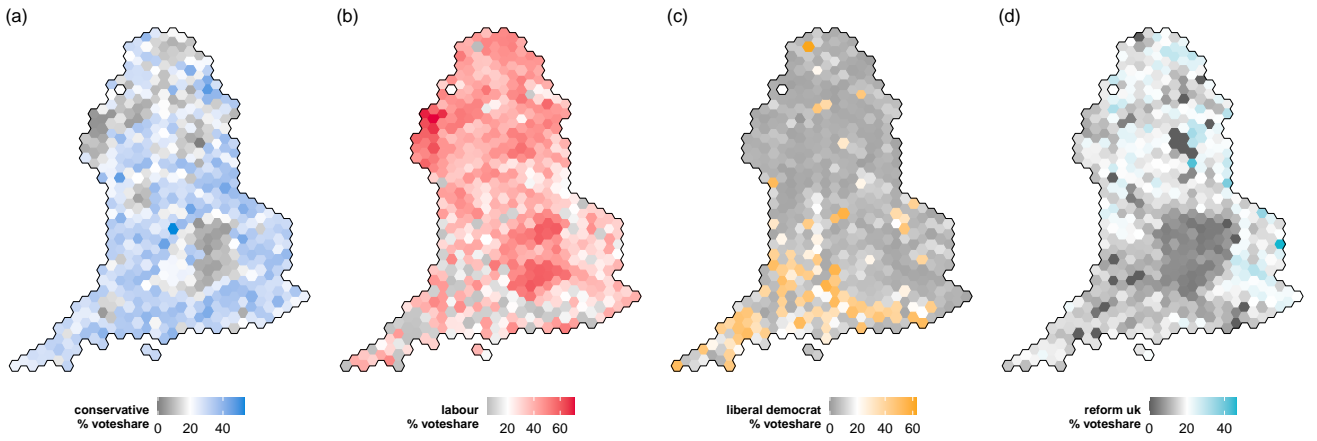 (a)
(b)
(c)
(d)
conservative
% voteshare
0 20 40
labour
% voteshare
20 40 60
liberal democrat
% voteshare
0 20 40 60
reform uk
% voteshare
0 20 40